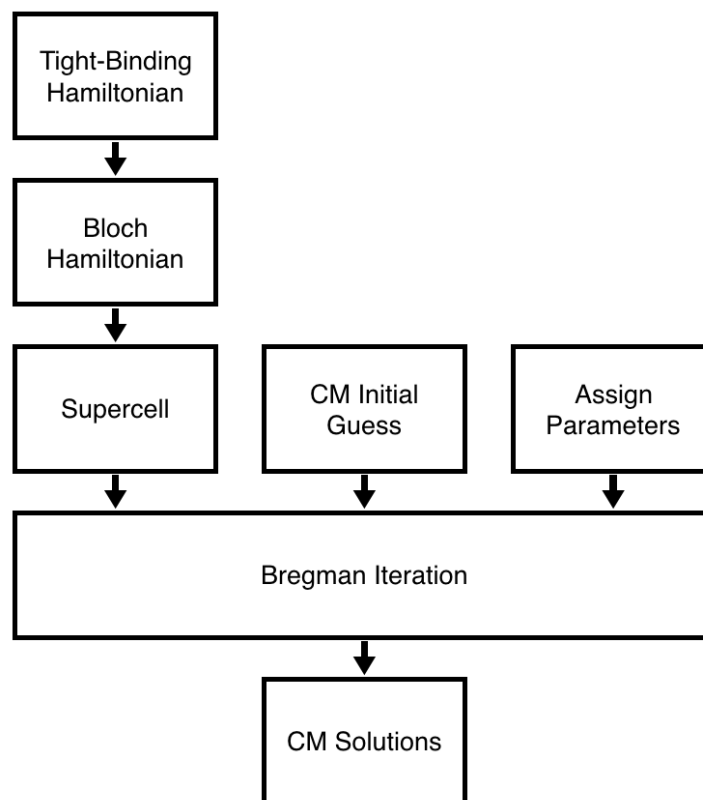 Tight-Binding
Hamiltonian
Bloch
Hamiltonian
Supercell
CM Initial
Guess
Assign
Parameters
Bregman Iteration
CM Solutions